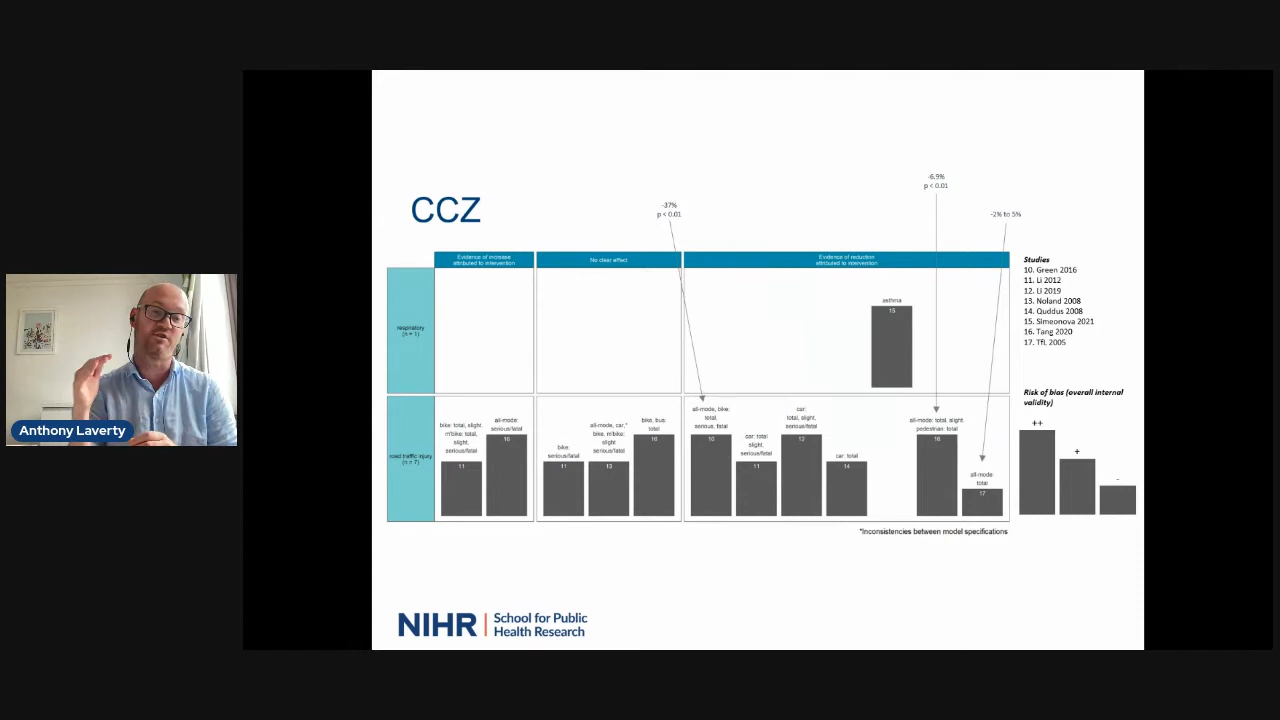 -6.9%
p < 0.01
-37%
p < 0.01
-2% to 5%
CCZ
Evidence of increase
attributed to intervention
No clear effect
Evidence of reduction
attributed to intervention
respiratory
(n = 1)
asthma
15
road traffic injury
(n = 7)
bike: total, slight,
m'bike: total,
slight,
serious/fatal
11
all-mode:
serious/fatal
16
bike:
serious/fatal
11
all-mode, car,*
bike, m'bike:
slight
serious/fatal
13
bike, bus:
total
16
all-mode, bike:
total,
serious, fatal
10
car: total
slight,
serious/fatal
11
car:
total, slight,
serious/fatal
12
car: total
14
all-mode: total, slight
pedestrian: total
16
all-mode:
total
17
*Inconsistencies between model specifications
Studies
10. Green 2016
11. Li 2012
12. Li 2019
13. Noland 2008
14. Quddus 2008
15. Simeonova 2021
16. Tang 2020
17. TfL 2005
Risk of bias (overall internal
validity)
++
+
-
Anthony Laverty
NIHR | School for Public
Health Research